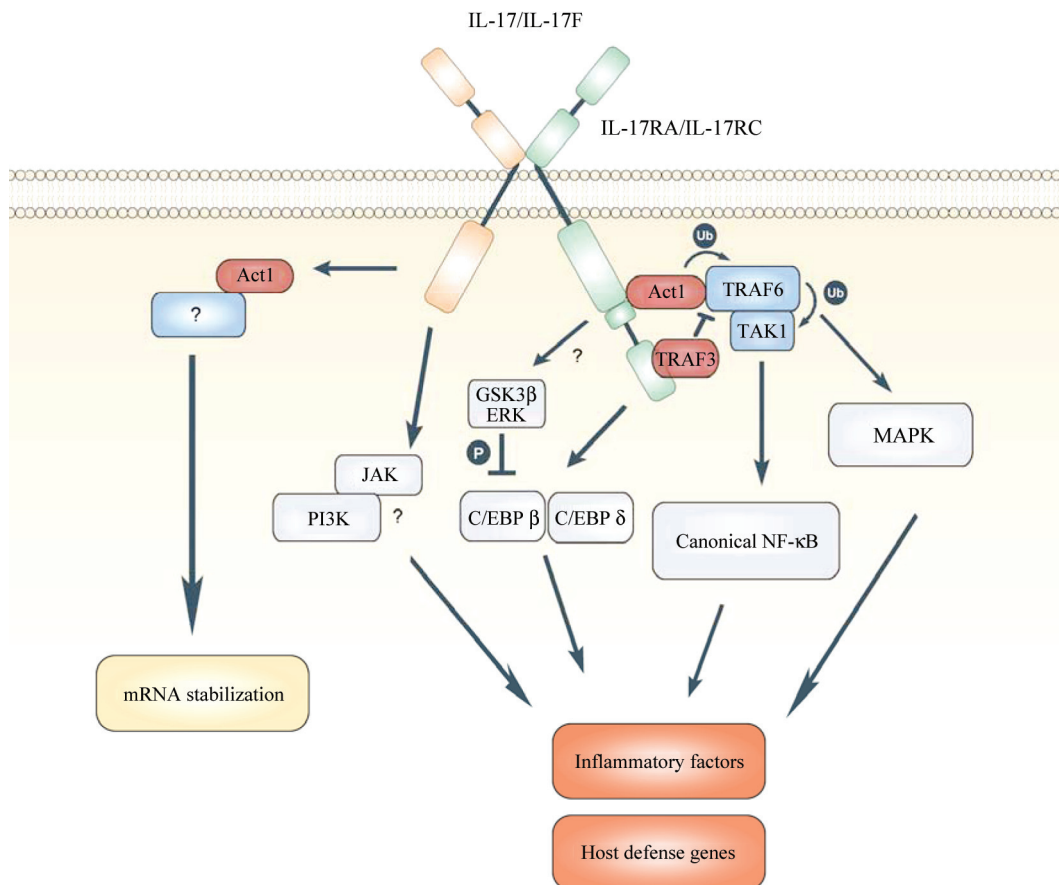 IL-17/IL-17F
IL-17RA/IL-17RC
Ub
Act1
?
Act1
TRAF6
Ub
TAK1
TRAF3
?
GSK3β
ERK
P
MAPK
JAK
PI3K
?
C/EBP β
C/EBP δ
Canonical NF-κB
mRNA stabilization
Inflammatory factors
Host defense genes